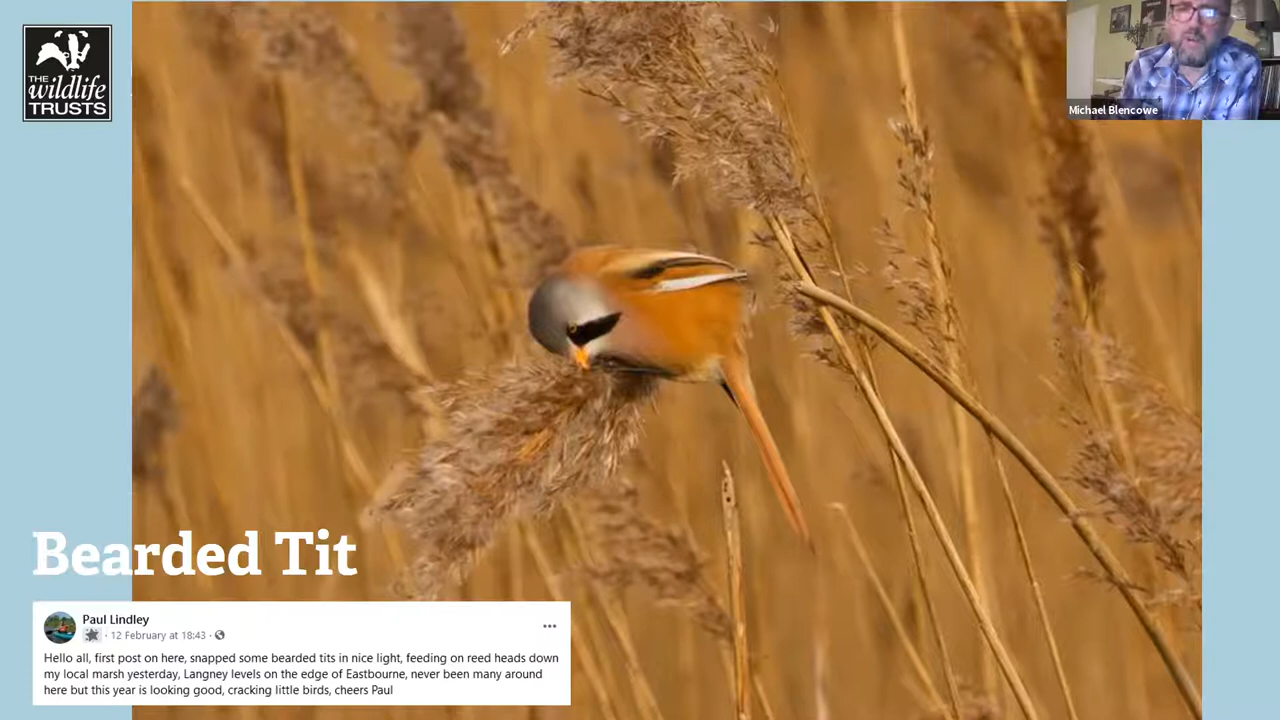 THE
wildlife
TRUSTS
Michael Blencowe
Bearded Tit
Paul Lindley
· 12 February at 18:43 ·
Hello all, first post on here, snapped some bearded tits in nice light, feeding on reed heads down
my local marsh yesterday, Langney levels on the edge of Eastbourne, never been many around
here but this year is looking good, cracking little birds, cheers Paul